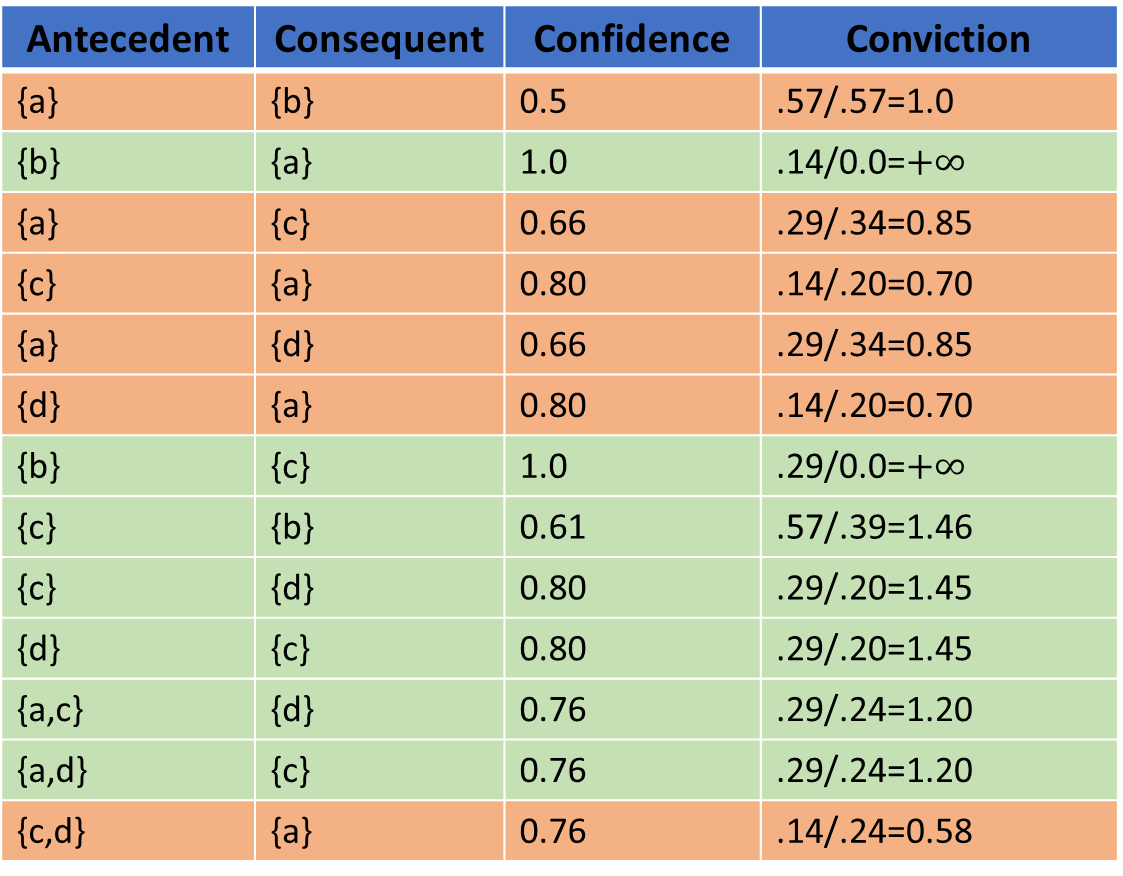 Antecedent Consequent Confidence Conviction
{a} {b} 0.5 .57/.57=1.0
{b} {a} 1.0 .14/0.0=+∞
{a} {c} 0.66 .29/.34=0.85
{c} {a} 0.80 .14/.20=0.70
{a} {d} 0.66 .29/.34=0.85
{d} {a} 0.80 .14/.20=0.70
{b} {c} 1.0 .29/0.0=+∞
{c} {b} 0.61 .57/.39=1.46
{c} {d} 0.80 .29/.20=1.45
{d} {c} 0.80 .29/.20=1.45
{a,c} {d} 0.76 .29/.24=1.20
{a,d} {c} 0.76 .29/.24=1.20
{c,d} {a} 0.76 .14/.24=0.58